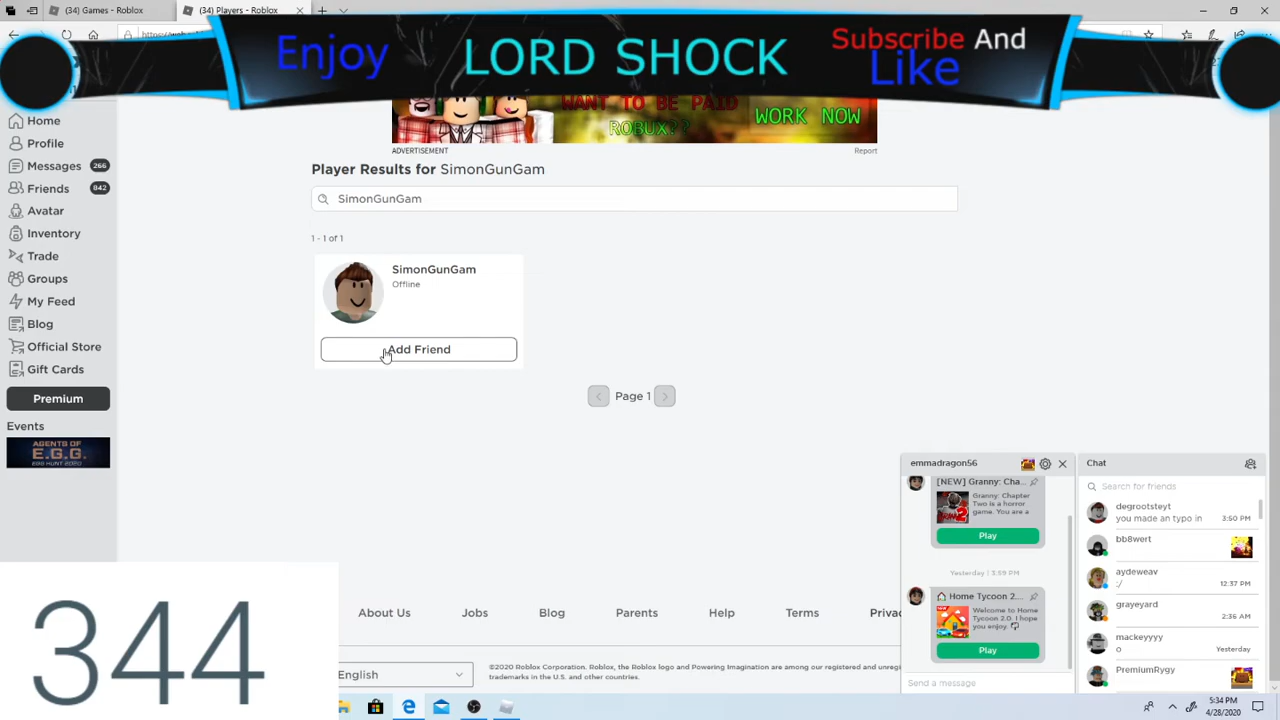 Players - Roblox
Enjoy
LORD SHOCK
Subscribe And
Like
WANT TO BE PAID
ROBUX??
WORK NOW
ADVERTISEMENT
Report
Home
Profile
Messages 266
Friends 842
Avatar
Inventory
Trade
Groups
My Feed
Blog
Official Store
Gift Cards
Premium
Events
AGENTS OF
E.G.G.
EGG HUNT 2020
Player Results for SimonGunGam
SimonGunGam
1 - 1 of 1
SimonGunGam
Offline
Add Friend
Page 1
344
About Us
Jobs
Blog
Parents
Help
Terms
English
©2020 Roblox Corporation. Roblox, the Roblox logo and Powering Imagination are among our registered and unregi
trademarks in the U.S. and other countries.
emmadragon56
[NEW] Granny: Cha...
Granny: Chapter
Two is a horror
game. You are a
Play
Yesterday | 3:59 PM
Home Tycoon 2....
Welcome to Home
Tycoon 2.0. I hope
you enjoy.
Play
Send a message
Chat
Search for friends
degrootsteyt
you made an typo in 3:50 PM
bb8wert
aydeweav
:/ 12:37 PM
grayeyard
2:36 AM
mackeyyyy
o Yesterday
PremiumRygy
5:34 PM
4/28/2020